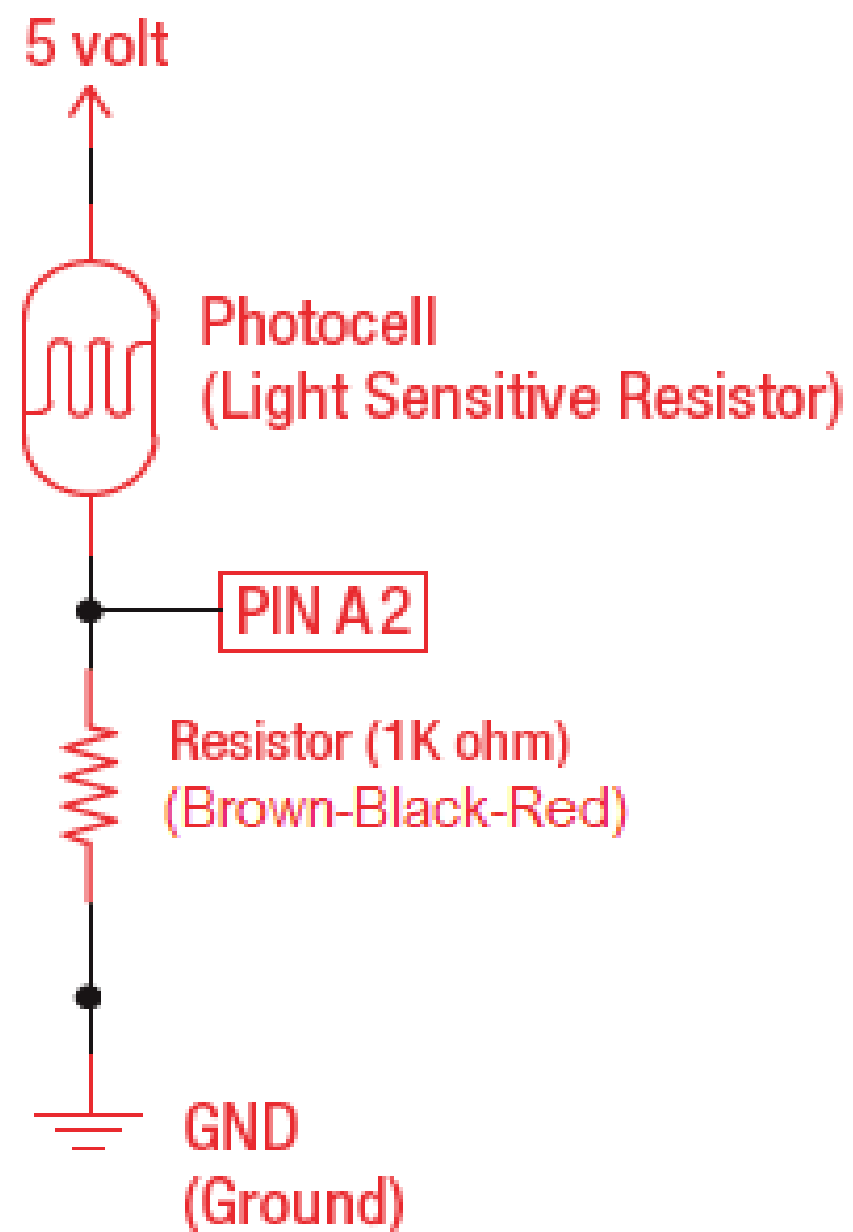 5 volt
Photocell
(Light Sensitive Resistor)
PIN A2
Resistor (1K ohm)
(Brown-Black-Red)
GND
(Ground)